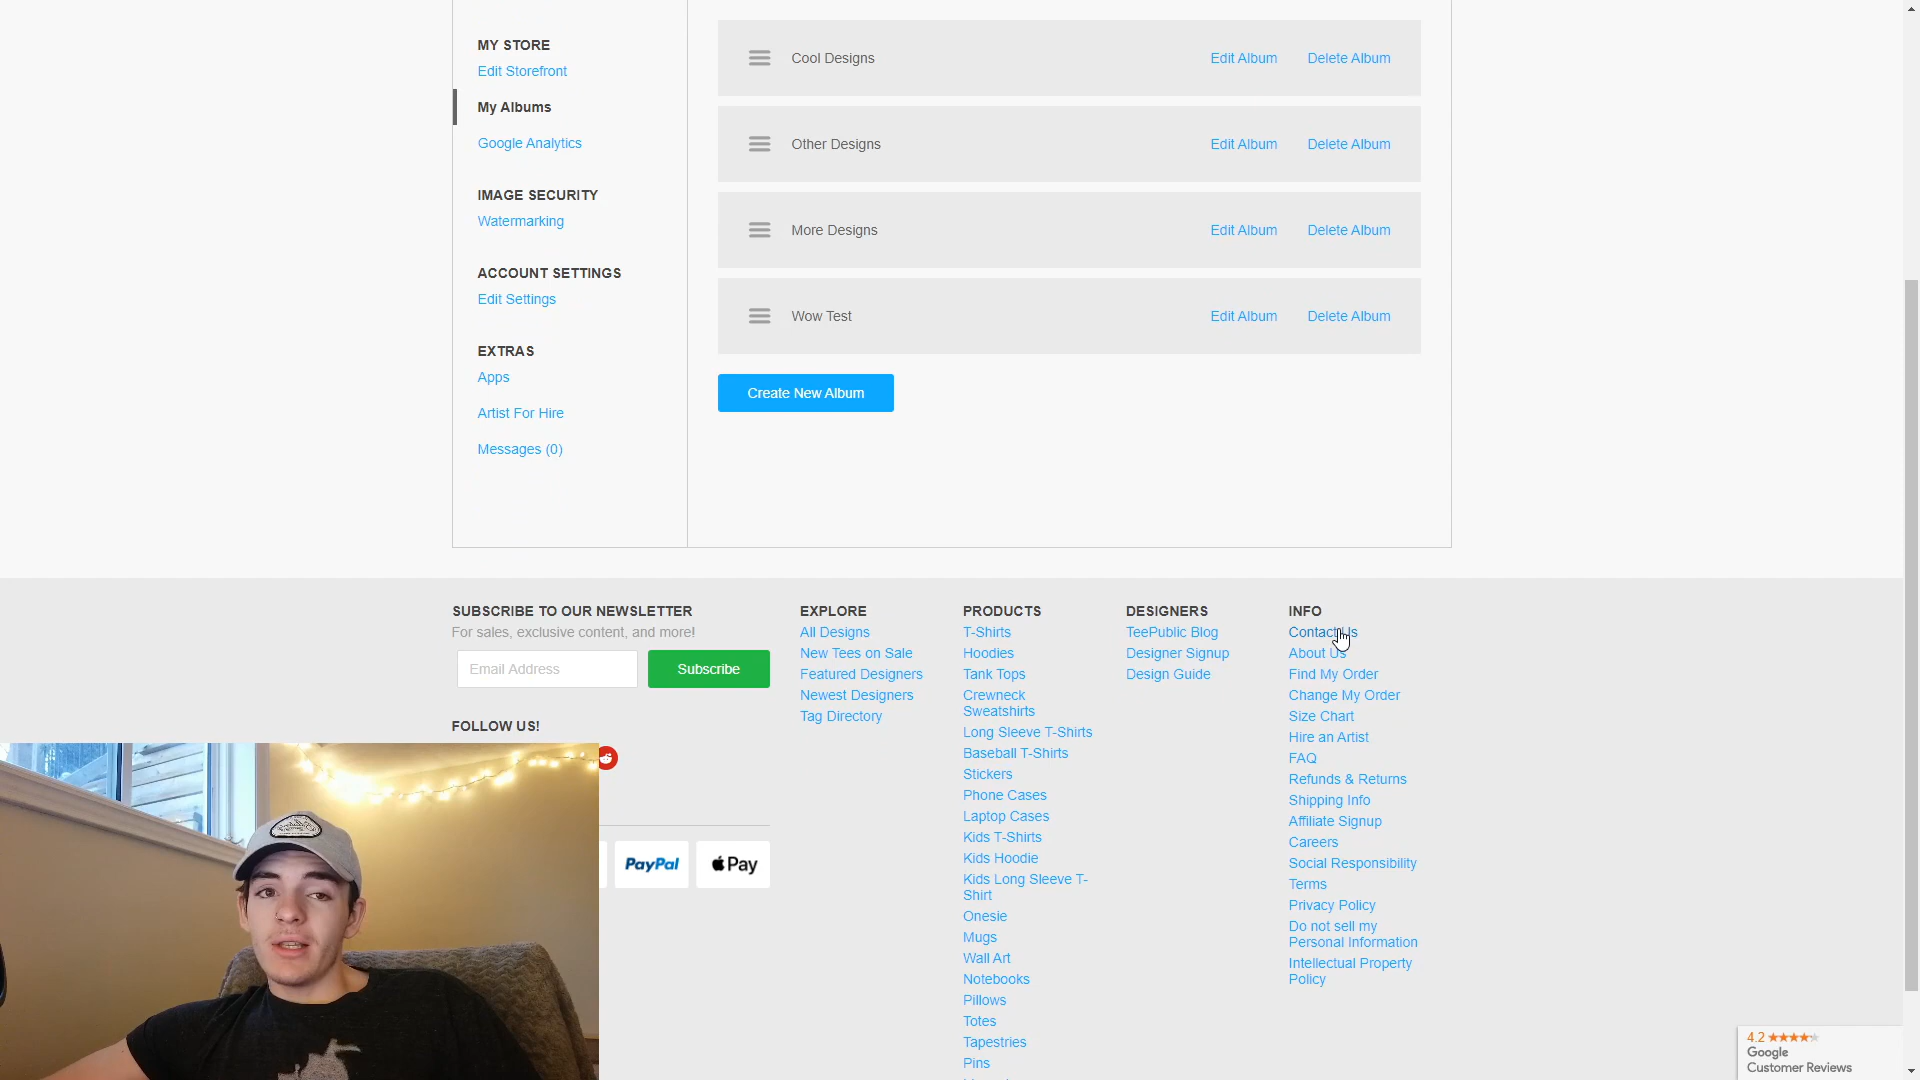 MY STORE
Edit Storefront
My Albums
Google Analytics
IMAGE SECURITY
Watermarking
ACCOUNT SETTINGS
Edit Settings
EXTRAS
Apps
Artist For Hire
Messages (0)
Cool Designs Edit Album Delete Album
Other Designs Edit Album Delete Album
More Designs Edit Album Delete Album
Wow Test Edit Album Delete Album
Create New Album
SUBSCRIBE TO OUR NEWSLETTER
For sales, exclusive content, and more!
Email Address Subscribe
FOLLOW US!
PayPal Pay
EXPLORE
All Designs
New Tees on Sale
Featured Designers
Newest Designers
Tag Directory
PRODUCTS
T-Shirts
Hoodies
Tank Tops
Crewneck
Sweatshirts
Long Sleeve T-Shirts
Baseball T-Shirts
Stickers
Phone Cases
Laptop Cases
Kids T-Shirts
Kids Hoodie
Kids Long Sleeve T-
Shirt
Onesie
Mugs
Wall Art
Notebooks
Pillows
Totes
Tapestries
Pins
DESIGNERS
TeePublic Blog
Designer Signup
Design Guide
INFO
Contact Us
About Us
Find My Order
Change My Order
Size Chart
Hire an Artist
FAQ
Refunds & Returns
Shipping Info
Affiliate Signup
Careers
Social Responsibility
Terms
Privacy Policy
Do not sell my
Personal Information
Intellectual Property
Policy
4.2
Google
Customer Reviews